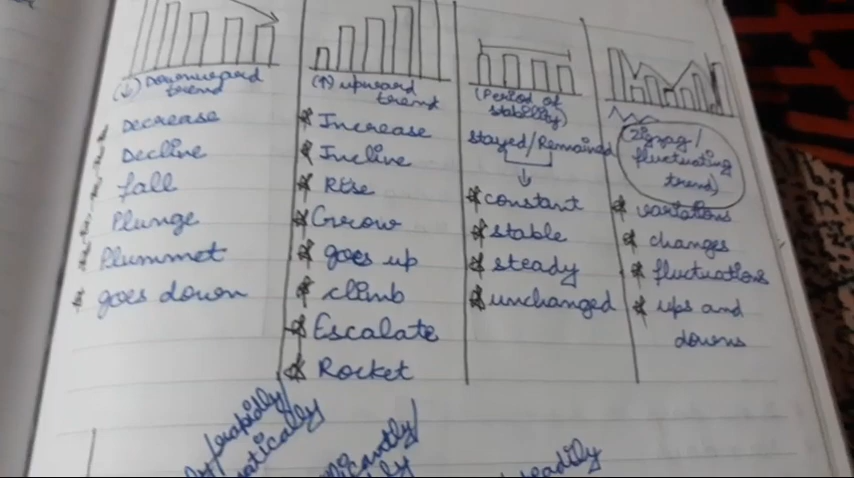 (↓) Downward
trend
Decrease
Decline
fall
Plunge
Plummet
goes down
(↑) upward
trend
Increase
Incline
Rise
Grow
goes up
climb
Escalate
Rocket
(Period of
stability)
stayed/Remained
↓
constant
stable
steady
unchanged
(zigzag/
fluctuating
trend)
variations
changes
fluctuations
ups and
downs
/rapidly/